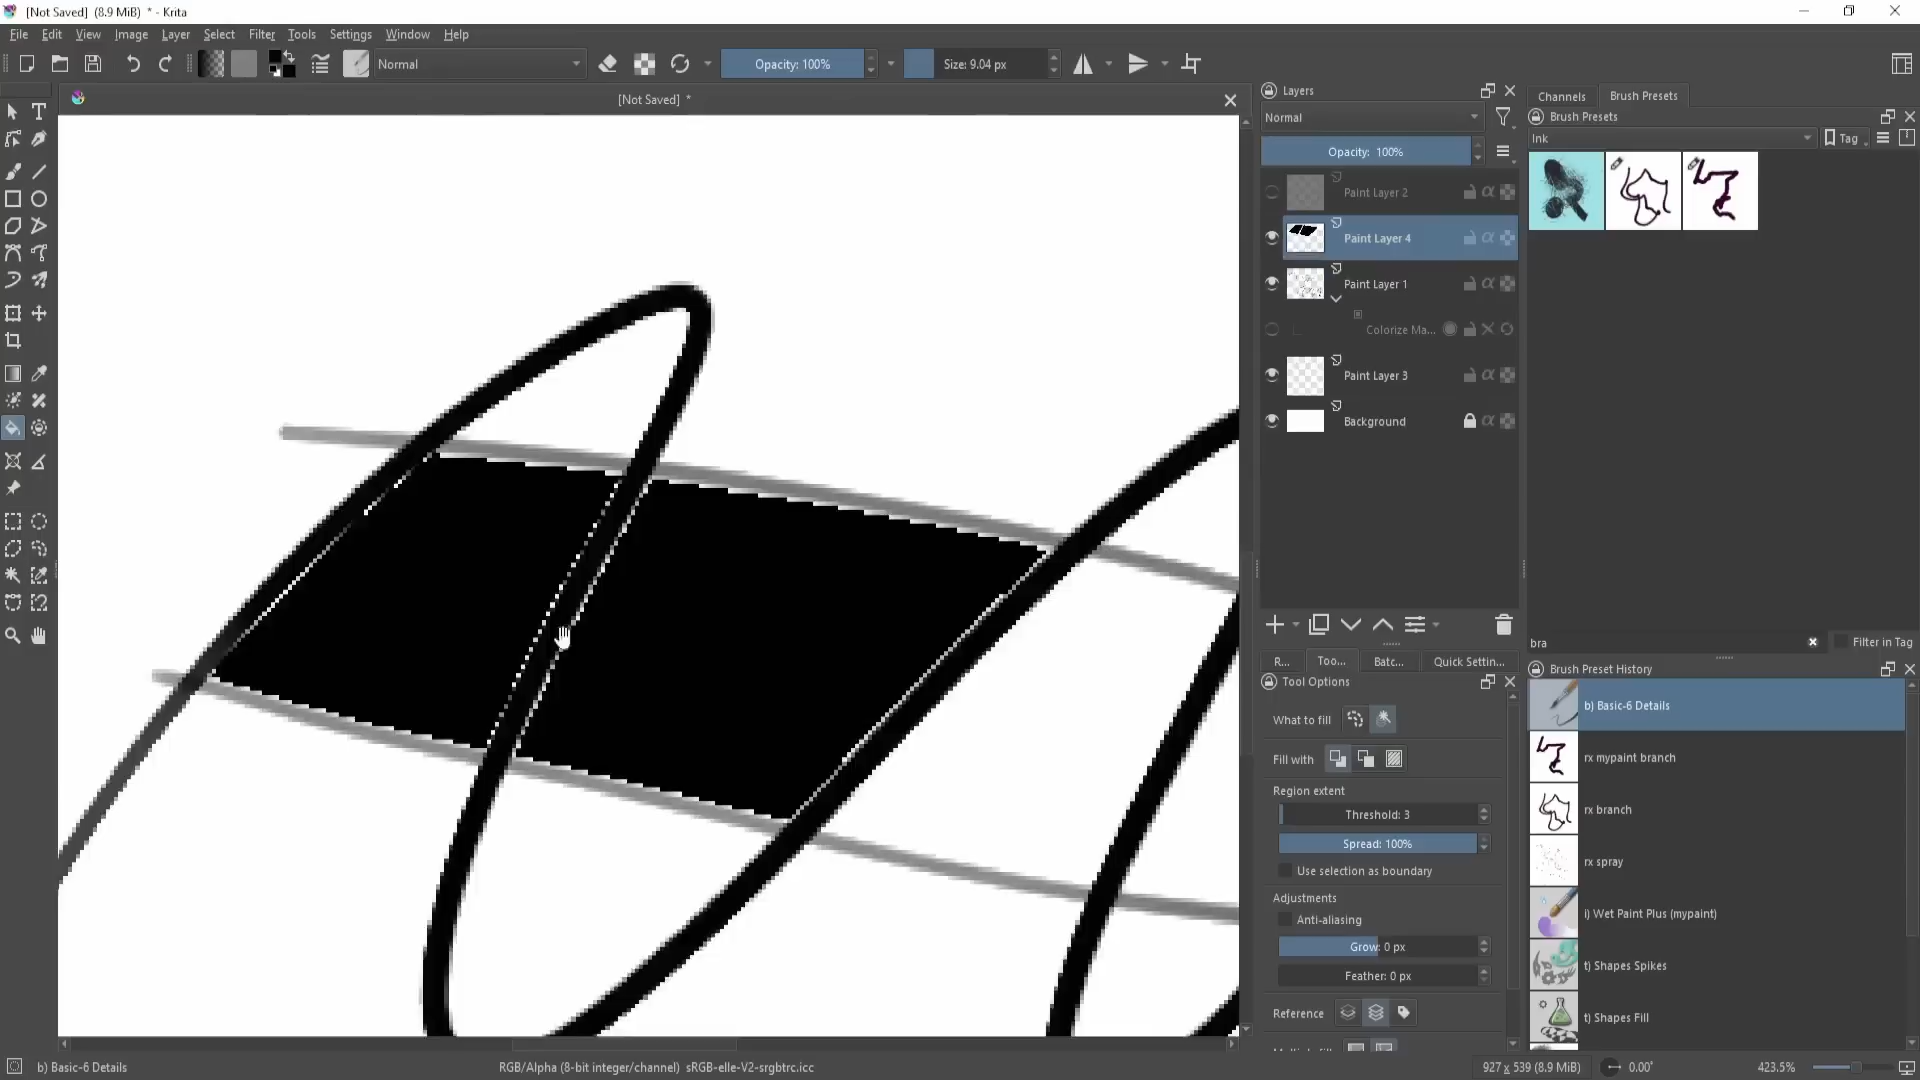 [Not Saved]  (8.9 MiB)  * - Krita
File Edit View Image Layer Select Filter Tools Settings Window Help
Normal
Opacity: 100%
Size: 9.04 px
[Not Saved]  *
Layers
Normal
Opacity:  100%
Paint Layer 2
Paint Layer 4
Paint Layer 1
Colorize Ma...
Paint Layer 3
Background
R... Too... Batc... Quick Settin...
Tool Options
What to fill
Fill with
Region extent
Threshold: 3
Spread: 100%
Use selection as boundary
Adjustments
Anti-aliasing
Grow: 0 px
Feather: 0 px
Reference
Channels Brush Presets
Brush Presets
Ink
Tag
bra
Filter in Tag
Brush Preset History
b) Basic-6 Details
rx mypaint branch
rx branch
rx spray
i) Wet Paint Plus (mypaint)
t) Shapes Spikes
t) Shapes Fill
b) Basic-6 Details
RGB/Alpha (8-bit integer/channel)  sRGB-elle-V2-srgbtrc.icc
927 x 539 (8.9 MiB)
0.00°
423.5%